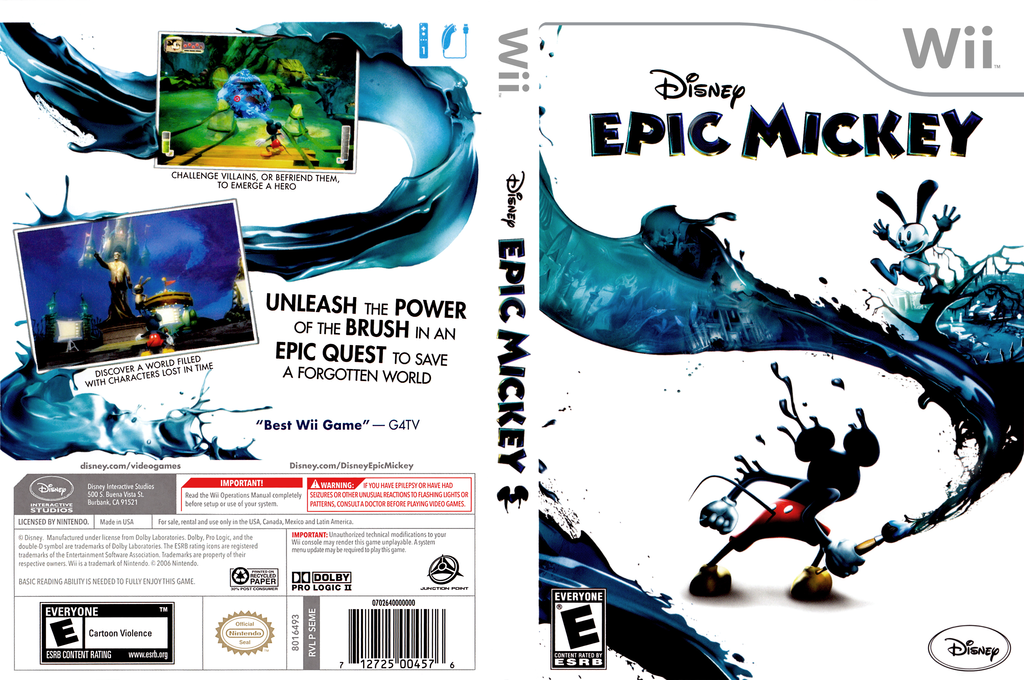 CHALLENGE VILLAINS, OR BEFRIEND THEM,
TO EMERGE A HERO
DISCOVER A WORLD FILLED
WITH CHARACTERS LOST IN TIME
UNLEASH THE POWER
OF THE BRUSH IN AN
EPIC QUEST TO SAVE
A FORGOTTEN WORLD
"Best Wii Game" — G4TV
disney.com/videogames
Disney.com/DisneyEpicMickey
Disney
INTERACTIVE
STUDIOS
Disney Interactive Studios
500 S. Buena Vista St.
Burbank, CA 91521
IMPORTANT!
Read the Wii Operations Manual completely
before setup or use of your system.
WARNING: IF YOU HAVE EPILEPSY OR HAVE HAD
SEIZURES OR OTHER UNUSUAL REACTIONS TO FLASHING LIGHTS OR
PATTERNS, CONSULT A DOCTOR BEFORE PLAYING VIDEO GAMES.
LICENSED BY NINTENDO.
Made in USA
For sale, rental and use only in the USA, Canada, Mexico and Latin America.
© Disney. Manufactured under license from Dolby Laboratories. Dolby, Pro Logic, and the
double-D symbol are trademarks of Dolby Laboratories. The ESRB rating icons are registered
trademarks of the Entertainment Software Association. Trademarks are property of their
respective owners. Wii is a trademark of Nintendo. © 2006 Nintendo.
BASIC READING ABILITY IS NEEDED TO FULLY ENJOY THIS GAME.
PRINTED ON
RECYCLED
PAPER
30% POST CONSUMER
IMPORTANT: Unauthorized technical modifications to your
Wii console may render this game unplayable. A system
menu update may be required to play this game.
DOLBY
PRO LOGIC II
JUNCTION POINT
EVERYONE
TM
E
Cartoon Violence
ESRB CONTENT RATING www.esrb.org
Official
Nintendo
Seal
8016493
RVL P SEME
0702640000000
7 12725 00457 6
1
Wii
Disney
EPIC MICKEY
Wii
TM
Disney
EPIC MICKEY
EVERYONE
E
®
CONTENT RATED BY
ESRB
Disney